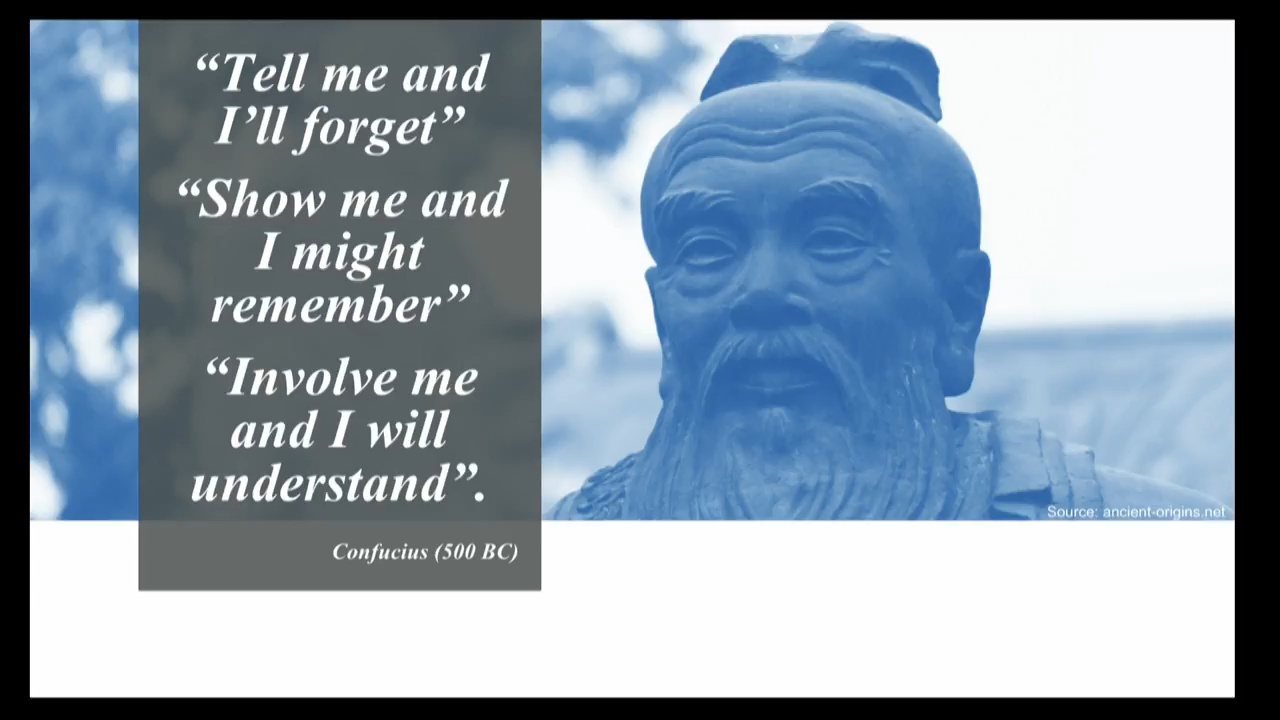 “Tell me and
I’ll forget”
“Show me and
I might
remember”
“Involve me
and I will
understand”.
Confucius (500 BC)
Source: ancient-origins.net